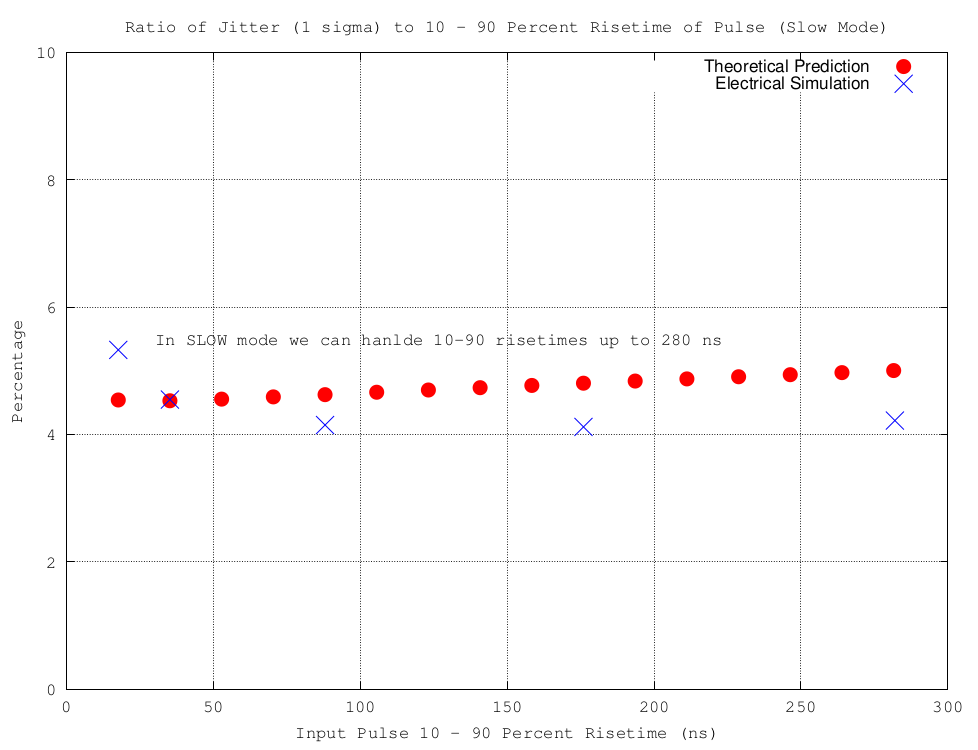 Ratio of Jitter (1 sigma) to 10 - 90 Percent Risetime of Pulse (Slow Mode)
10
Theoretical Prediction
Electrical Simulation
8
6
In SLOW mode we can hanlde 10-90 risetimes up to 280 ns
Percentage
4
2
0
0 50 100 150 200 250 300
Input Pulse 10 - 90 Percent Risetime (ns)